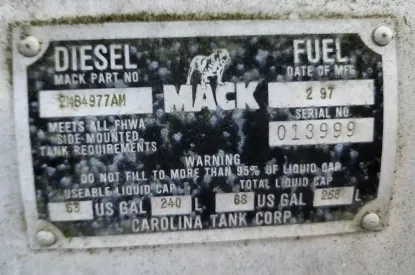 DIESEL FUEL
MACK PART NO DATE OF MFG
MACK 2 97
MEETS ALL FHWA SERIAL NO
SIDE-MOUNTED 013999
TANK REQUIREMENTS
WARNING
DO NOT FILL TO MORE THAN 95% OF LIQUID CAP
USEABLE LIQUID CAP TOTAL LIQUID CAP
63 US GAL 240 L 68 US GAL 258 L
CAROLINA TANK CORP.